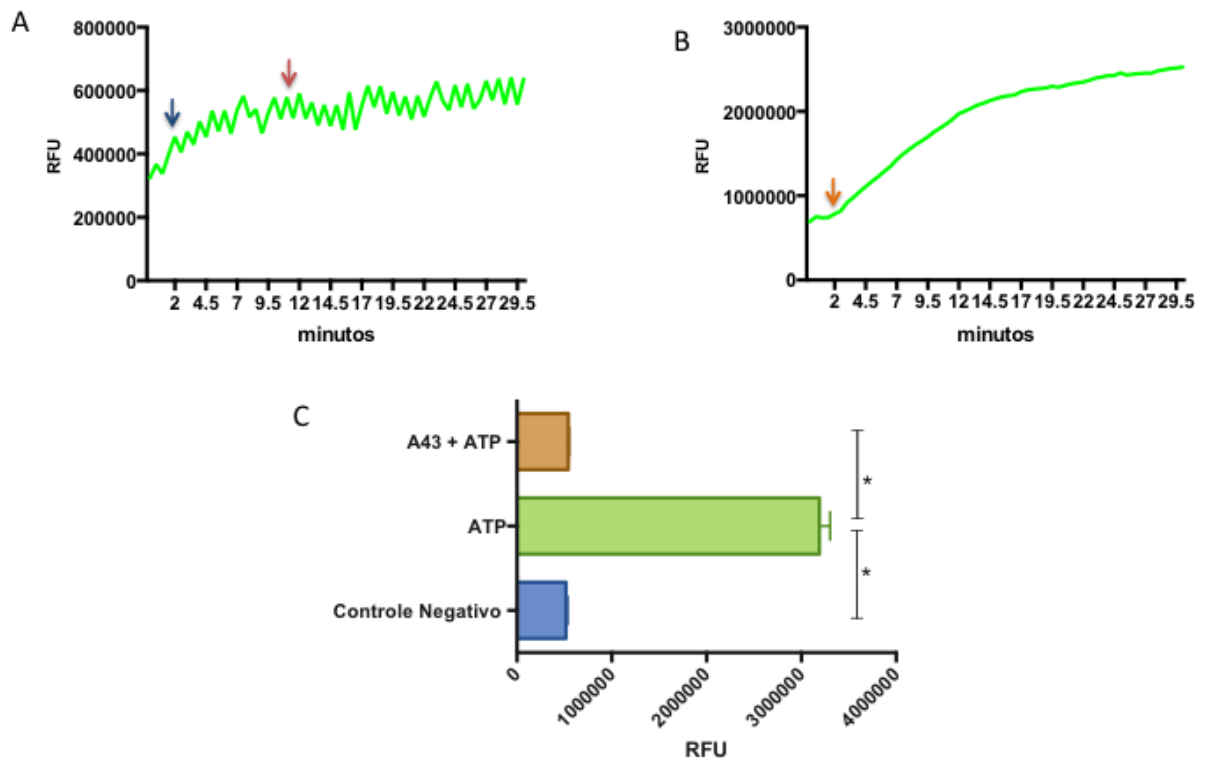 A
800000
600000
400000
200000
0
RFU
2 4.5 7 9.5 12 14.5 17 19.5 22 24.5 27 29.5
minutos
B
3000000
2000000
1000000
0
RFU
2 4.5 7 9.5 12 14.5 17 19.5 22 24.5 27 29.5
minutos
C
A43 + ATP
ATP
Controle Negativo
*
*
0 1000000 2000000 3000000 4000000
RFU